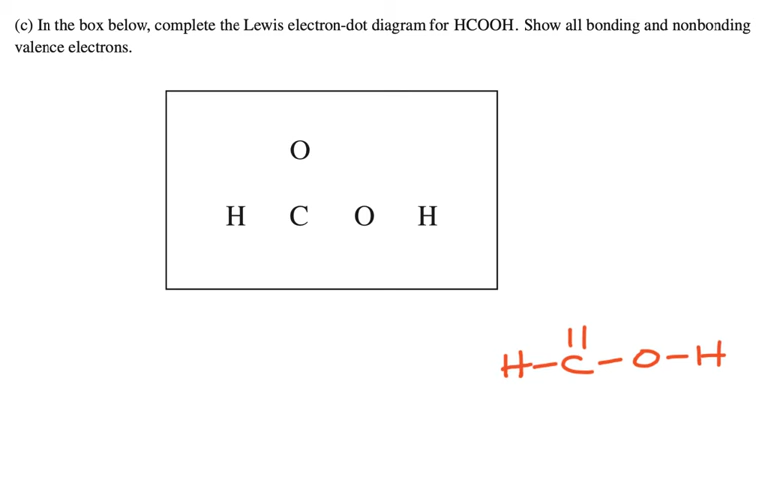 (c) In the box below, complete the Lewis electron-dot diagram for HCOOH. Show all bonding and nonbonding
valence electrons.
O
H C O H
H-C-O-H